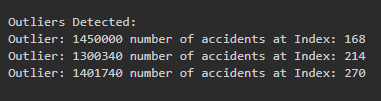 Outliers Detected:
Outlier: 1450000 number of accidents at Index: 168
Outlier: 1300340 number of accidents at Index: 214
Outlier: 1401740 number of accidents at Index: 270